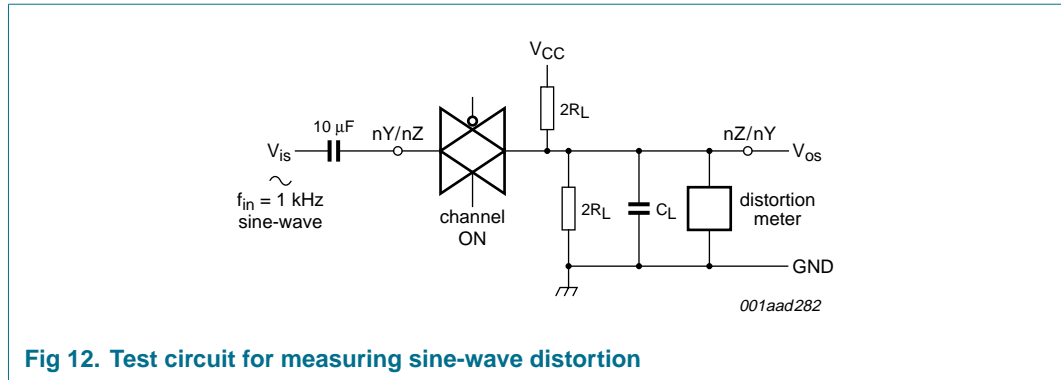 VCC
2RL
10 μF
nY/nZ
nZ/nY
Vis
Vos
fin = 1 kHz
sine-wave
channel
ON
2RL
CL
distortion
meter
GND
001aad282
Fig 12. Test circuit for measuring sine-wave distortion